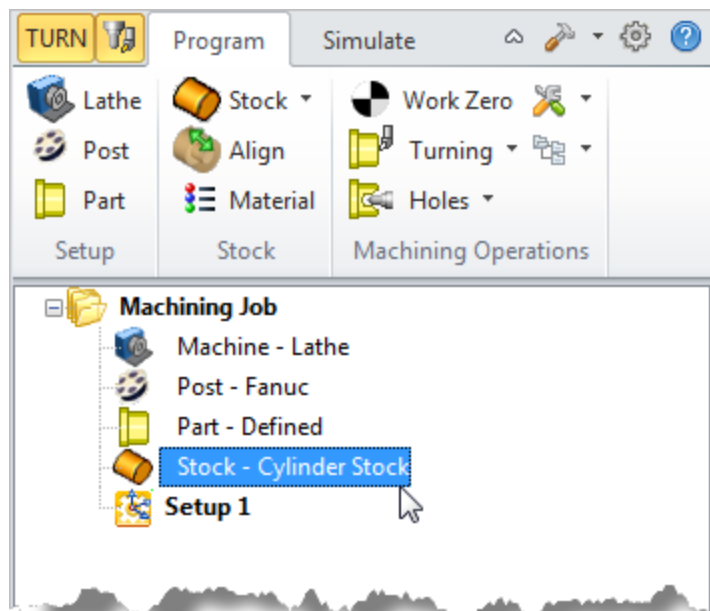 TURN Program Simulate
Lathe Stock Work Zero
Post Align Turning
Part Material Holes
Setup Stock Machining Operations
Machining Job
Machine - Lathe
Post - Fanuc
Part - Defined
Stock - Cylinder Stock
Setup 1